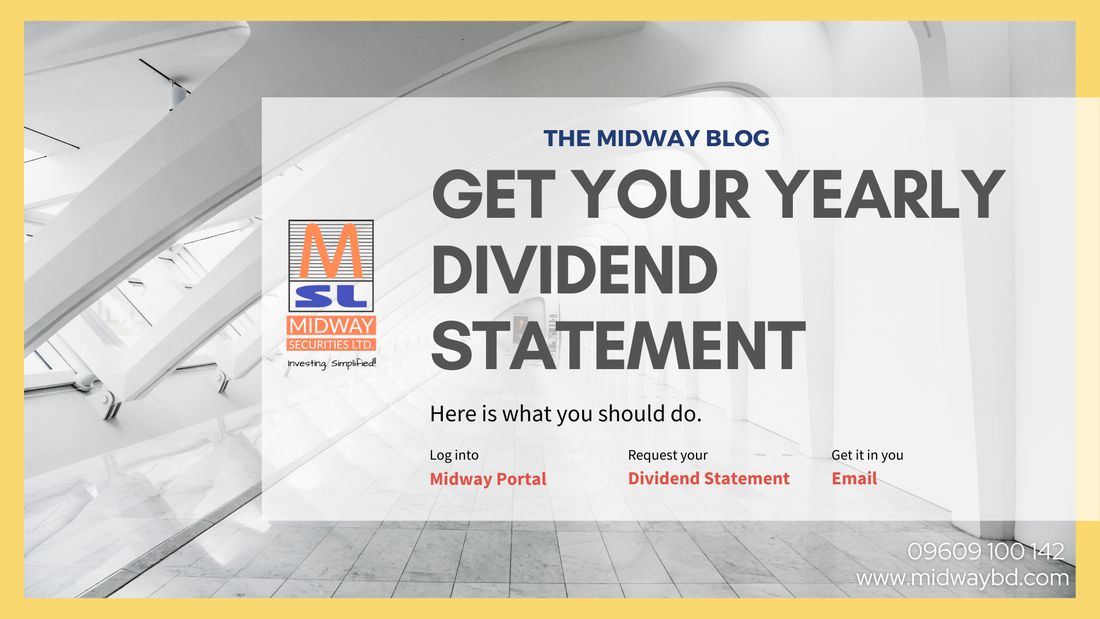 THE MIDWAY BLOG
GET YOUR YEARLY
DIVIDEND
STATEMENT
M
SL
MIDWAY
SECURITIES LTD.
Investing, Simplified!!
Here is what you should do.
Log into
Midway Portal
Request your
Dividend Statement
Get it in you
Email
09609 100 142
www.midwaybd.com